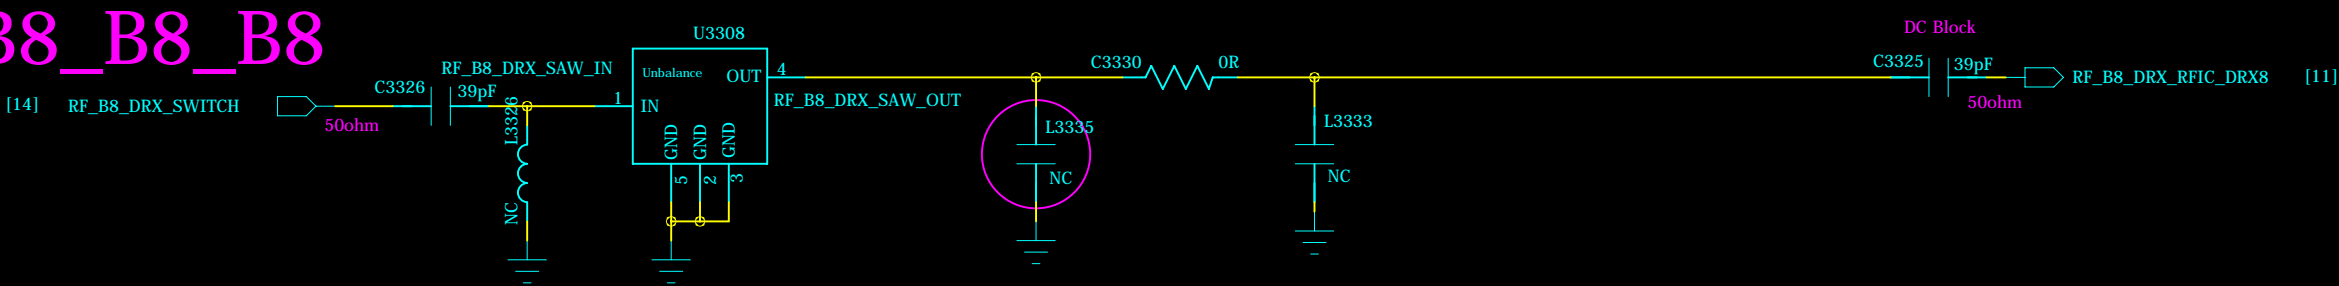 B8_B8_B8
[14] RF_B8_DRX_SWITCH
50ohm
C3326
39pF
RF_B8_DRX_SAW_IN
L3326
NC
U3308
Unbalance
OUT
IN
1
4
GND GND GND
5 2 3
RF_B8_DRX_SAW_OUT
L3335
NC
C3330 0R
L3333
NC
DC Block
C3325 39pF
50ohm
RF_B8_DRX_RFIC_DRX8 [11]